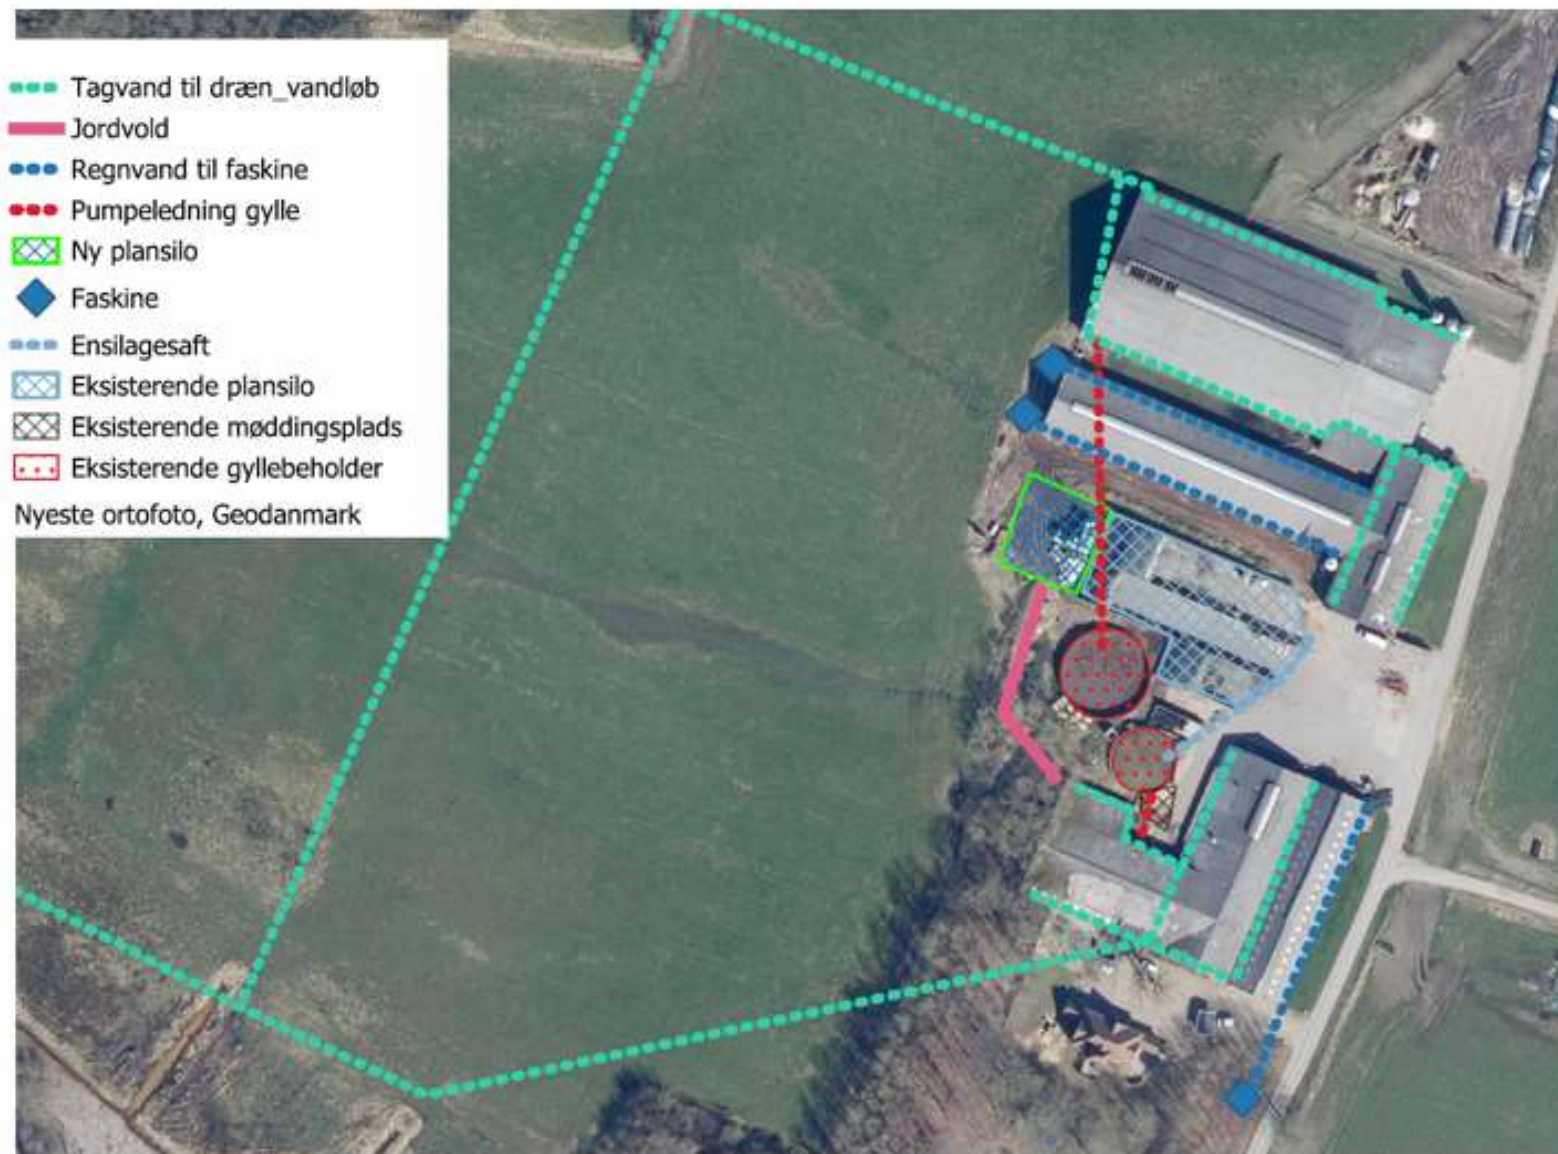 Tagvand til dræn_vandløb
Jordvold
Regnvand til faskine
Pumpeledning gylle
Ny plansilo
Faskine
Ensilagesaft
Eksisterende plansilo
Eksisterende møddingsplads
Eksisterende gyllebeholder
Nyeste ortofoto, Geodanmark